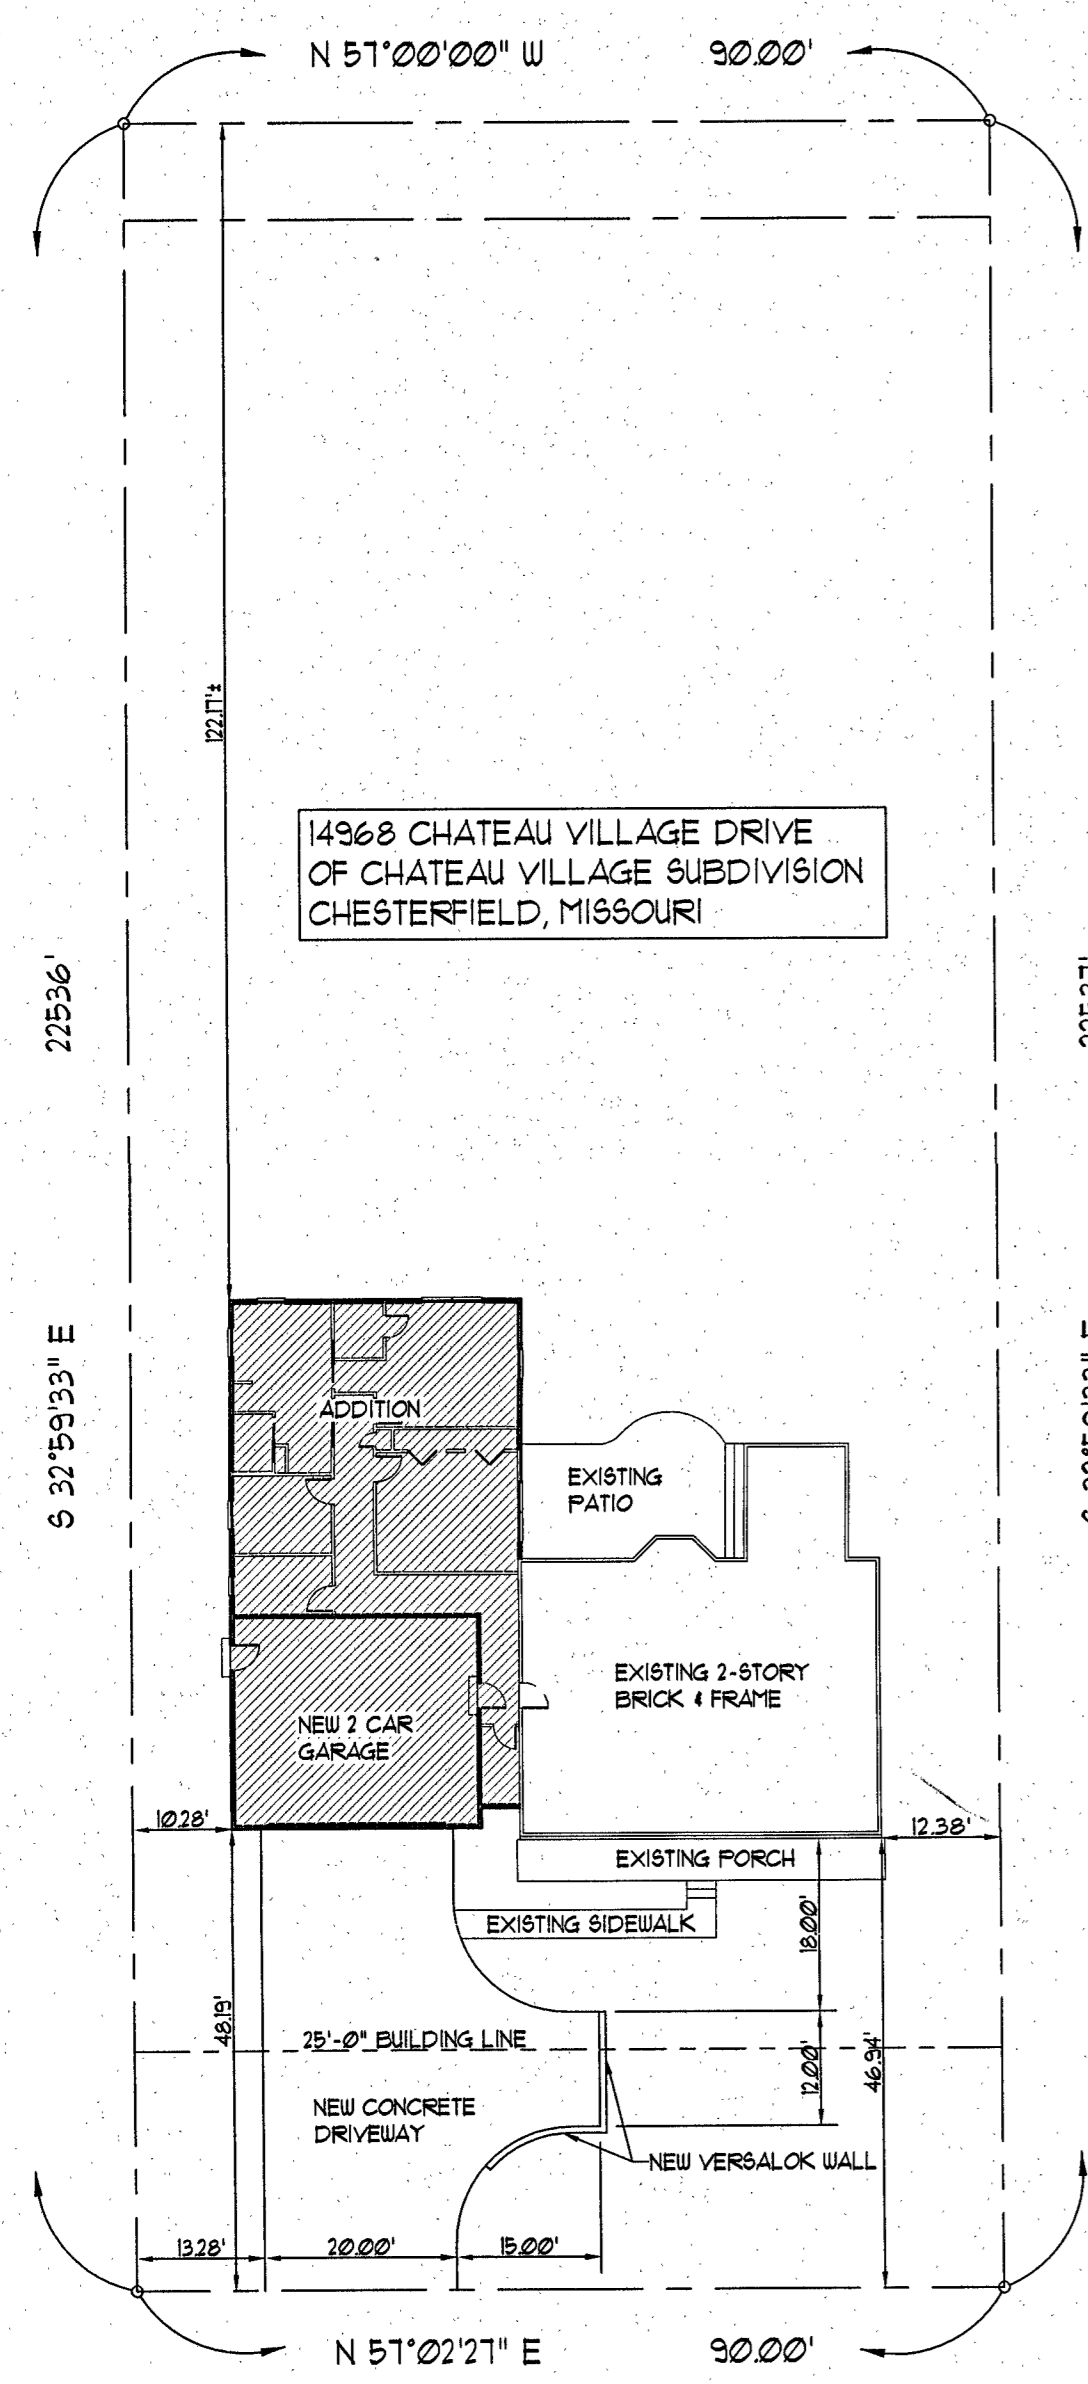 N 57°00'00" W 90.00'
122.17'±
14968 CHATEAU VILLAGE DRIVE
OF CHATEAU VILLAGE SUBDIVISION
CHESTERFIELD, MISSOURI
225.36'
S 32°59'33" E
ADDITION
EXISTING
PATIO
EXISTING 2-STORY
BRICK & FRAME
NEW 2 CAR
GARAGE
10.28'
12.38'
EXISTING PORCH
EXISTING SIDEWALK
18.00'
48.19'
25'-0" BUILDING LINE
12.00'
46.94'
NEW CONCRETE
DRIVEWAY
NEW VERSALOK WALL
13.28' 20.00' 15.00'
N 57°02'27" E 90.00'